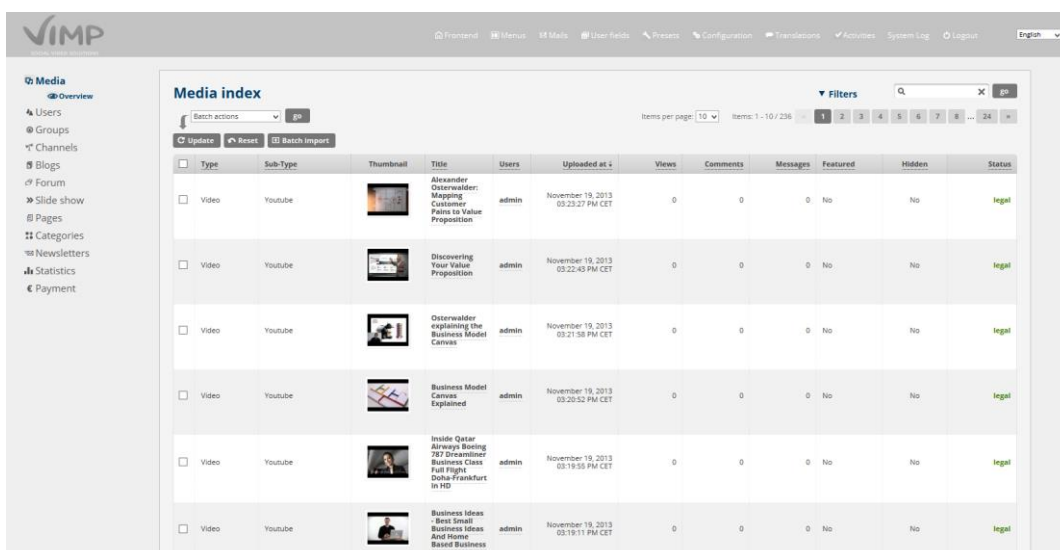 VIMP
SOCIAL VIDEO SOLUTIONS
Frontend Menus Mails User fields Presets Configuration Translations Activities System Log Logout English
Media
Overview
Users
Groups
Channels
Blogs
Forum
Slide show
Pages
Categories
Newsletters
Statistics
€ Payment
Media index
Filters
go
Batch actions go
Items per page: 10 Items: 1 - 10 / 236 « 1 2 3 4 5 6 7 8 ... 24 »
Update Reset Batch import
Type Sub-Type Thumbnail Title Users Uploaded at ↓ Views Comments Messages Featured Hidden Status
Alexander
Osterwalder:
Mapping
Customer
Pains to Value
Proposition
Video Youtube admin November 19, 2013
03:23:27 PM CET 0 0 0 No No legal
Discovering
Your Value
Proposition
Video Youtube admin November 19, 2013
03:22:43 PM CET 0 0 0 No No legal
Osterwalder
explaining the
Business Model
Canvas
Video Youtube admin November 19, 2013
03:21:58 PM CET 0 0 0 No No legal
Business Model
Canvas
Explained
Video Youtube admin November 19, 2013
03:20:52 PM CET 0 0 0 No No legal
Inside Qatar
Airways Boeing
787 Dreamliner
Business Class
Full Flight
Doha-Frankfurt
in HD
Video Youtube admin November 19, 2013
03:19:55 PM CET 0 0 0 No No legal
Business Ideas
- Best Small
Business Ideas
And Home
Based Business
Video Youtube admin November 19, 2013
03:19:11 PM CET 0 0 0 No No legal